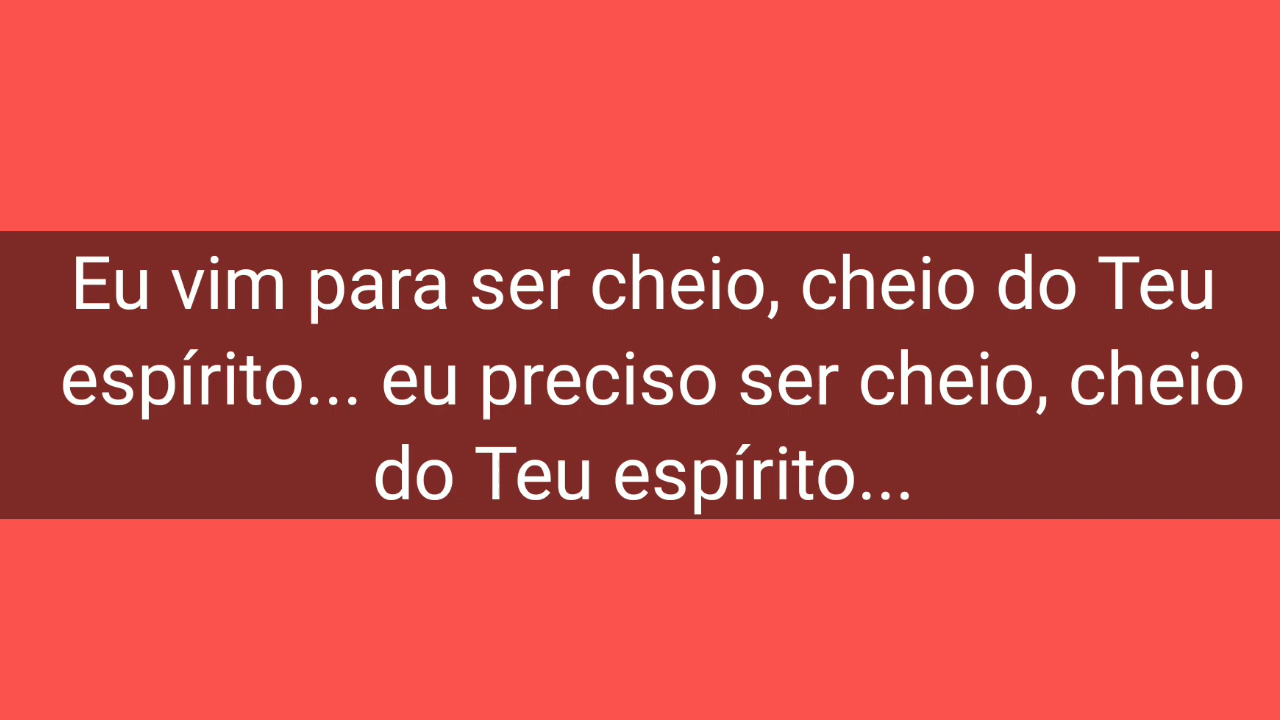 Eu vim para ser cheio, cheio do Teu
espírito... eu preciso ser cheio, cheio
do Teu espírito...